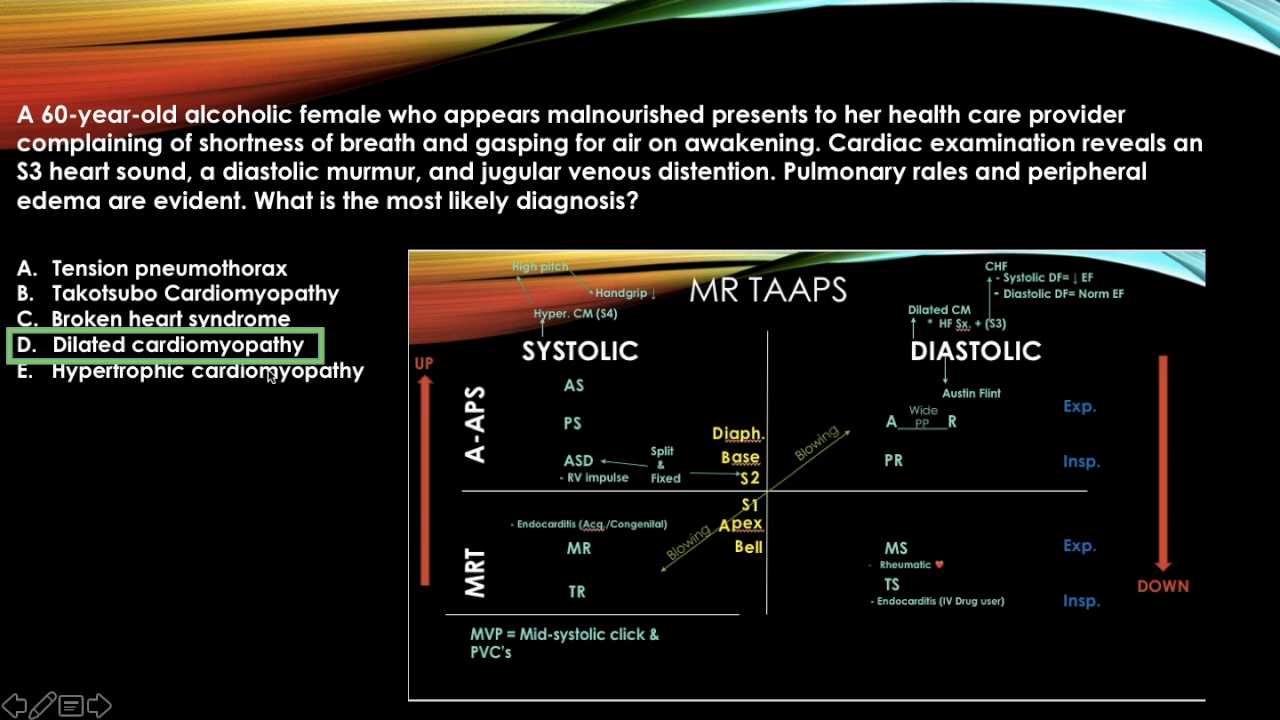 A 60-year-old alcoholic female who appears malnourished presents to her health care provider
complaining of shortness of breath and gasping for air on awakening. Cardiac examination reveals an
S3 heart sound, a diastolic murmur, and jugular venous distention. Pulmonary rales and peripheral
edema are evident. What is the most likely diagnosis?
A. Tension pneumothorax
B. Takotsubo Cardiomyopathy
C. Broken heart syndrome
D. Dilated cardiomyopathy
E. Hypertrophic cardiomyopathy
MR TAAPS
High pitch
Handgrip ↓
Hyper. CM (S4)
SYSTOLIC
CHF
- Systolic DF= ↓ EF
- Diastolic DF= Norm EF
Dilated CM
* HF Sx. + (S3)
DIASTOLIC
Austin Flint
UP
A-APS
AS
PS
ASD
- RV impulse
Split
&
Fixed
Diaph.
Base
S2
Blowing
Wide
PP
A R
PR
Exp.
Insp.
MRT
- Endocarditis (Acq./Congenital)
MR
TR
Blowing
S1
Apex
Bell
MS
- Rheumatic ♥
TS
- Endocarditis (IV Drug user)
Exp.
Insp.
DOWN
MVP = Mid-systolic click &
PVC's